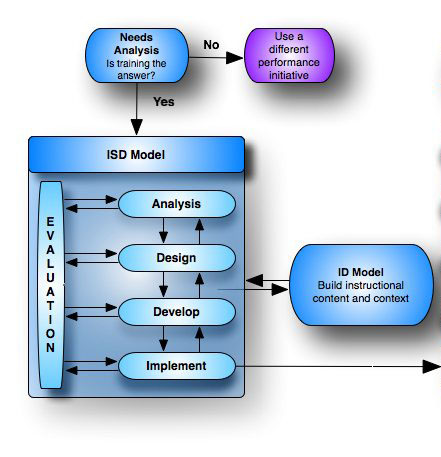 Needs
Analysis
Is training the
answer?
No
Use a
different
performance
initiative
Yes
ISD Model
EVALUATION
Analysis
Design
Develop
Implement
ID Model
Build instructional
content and context